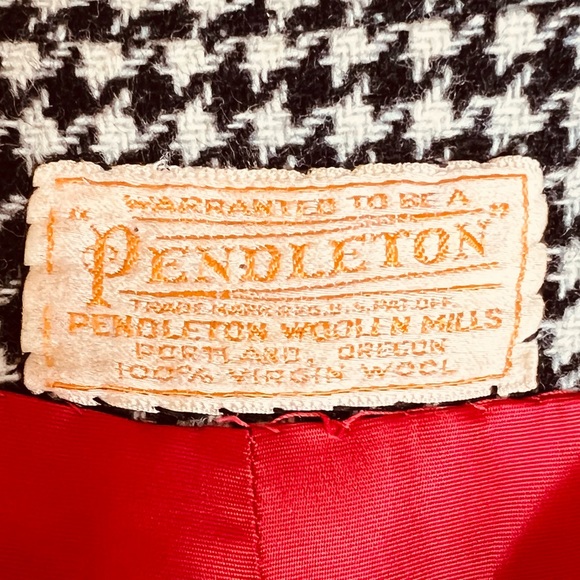 WARRANTED TO BE A
"PENDLETON"
TRADE MARK REG. U.S. PAT. OFF.
PENDLETON WOOLEN MILLS
PORTLAND, OREGON
100% VIRGIN WOOL